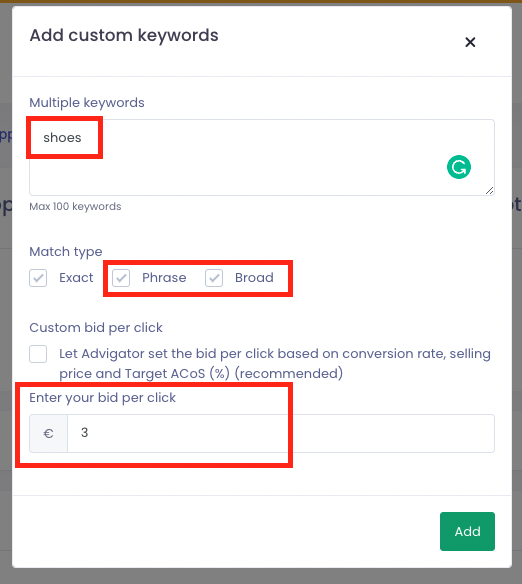 Add custom keywords
×
Multiple keywords
shoes
Max 100 keywords
Match type
Exact Phrase Broad
Custom bid per click
Let Advigator set the bid per click based on conversion rate, selling
price and Target ACoS (%) (recommended)
Enter your bid per click
€ 3
Add